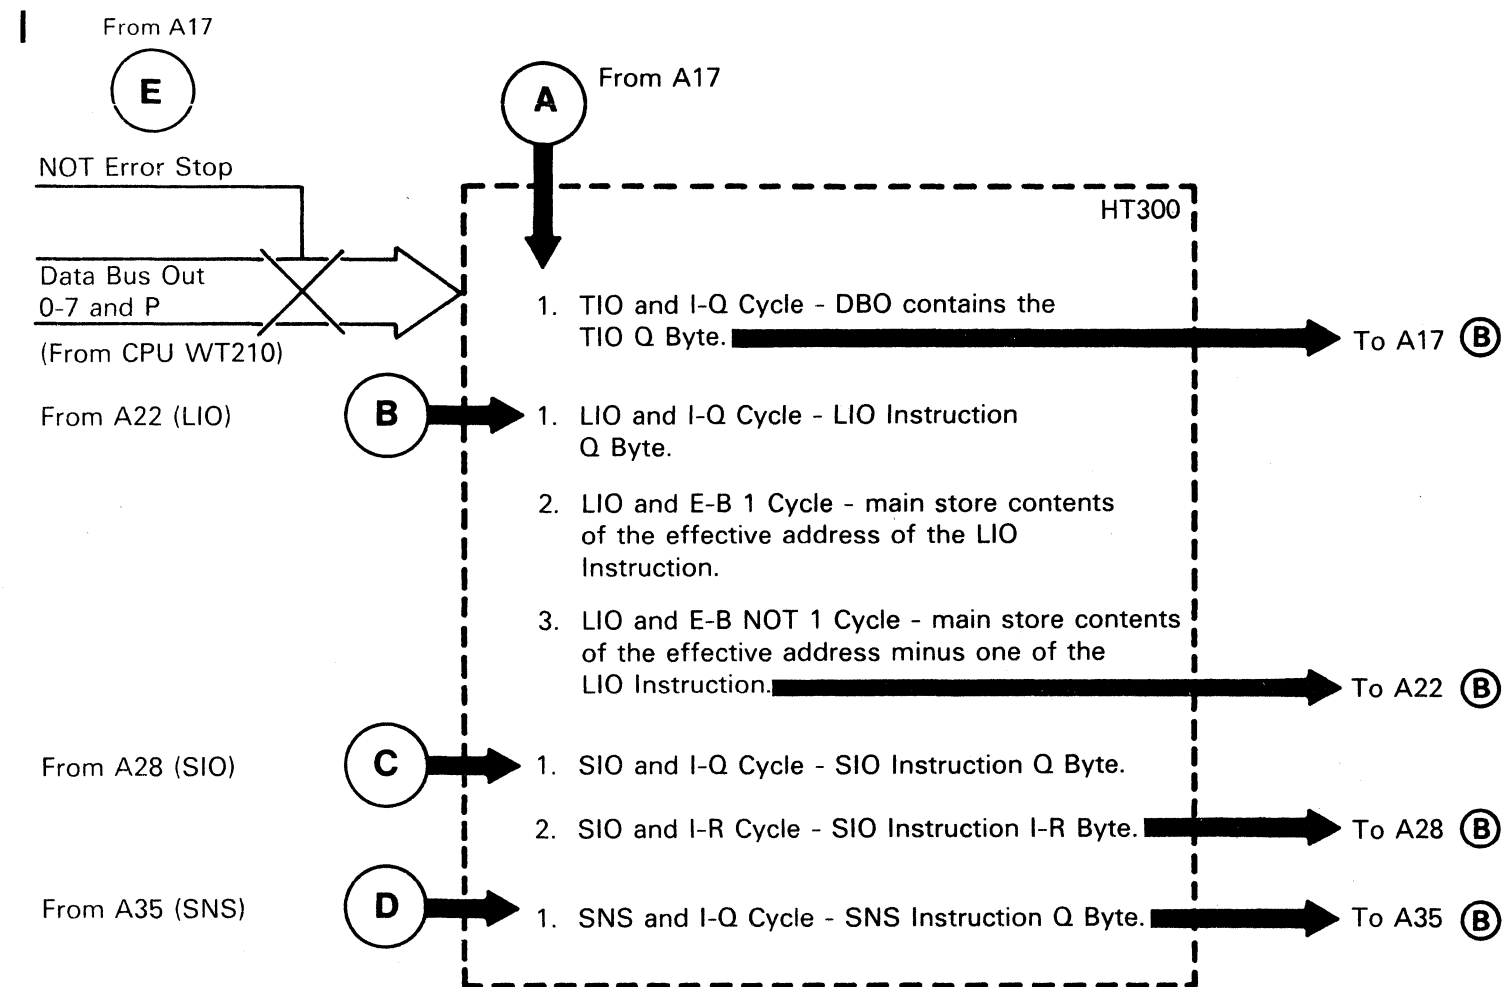 From A17
E
A
From A17
NOT Error Stop
HT300
Data Bus Out
0-7 and P
(From CPU WT210)
1. TIO and I-Q Cycle - DBO contains the
TIO Q Byte.
To A17 B
From A22 (LIO)
B
1. LIO and I-Q Cycle - LIO Instruction
Q Byte.
2. LIO and E-B 1 Cycle - main store contents
of the effective address of the LIO
Instruction.
3. LIO and E-B NOT 1 Cycle - main store contents
of the effective address minus one of the
LIO Instruction.
To A22 B
From A28 (SIO)
C
1. SIO and I-Q Cycle - SIO Instruction Q Byte.
2. SIO and I-R Cycle - SIO Instruction I-R Byte.
To A28 B
From A35 (SNS)
D
1. SNS and I-Q Cycle - SNS Instruction Q Byte.
To A35 B